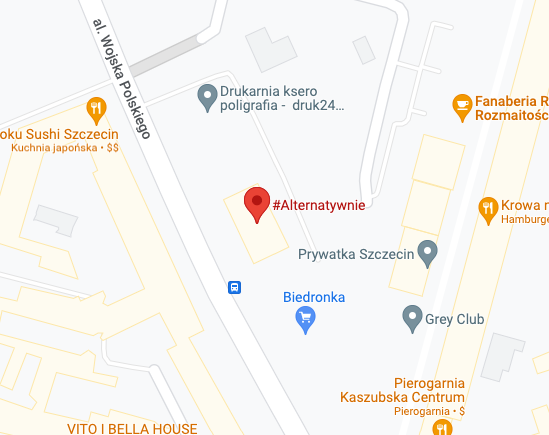 al. Wojska Polskiego
Drukarnia ksero
poligrafia - druk24...
Fanaberia R
Rozmaitośc
oku Sushi Szczecin
Kuchnia japońska • $$
#Alternatywnie
Krowa
Hamburge
Prywatka Szczecin
Biedronka
Grey Club
Pierogarnia
Kaszubska Centrum
Pierogarnia • $
VITO I BELLA HOUSE